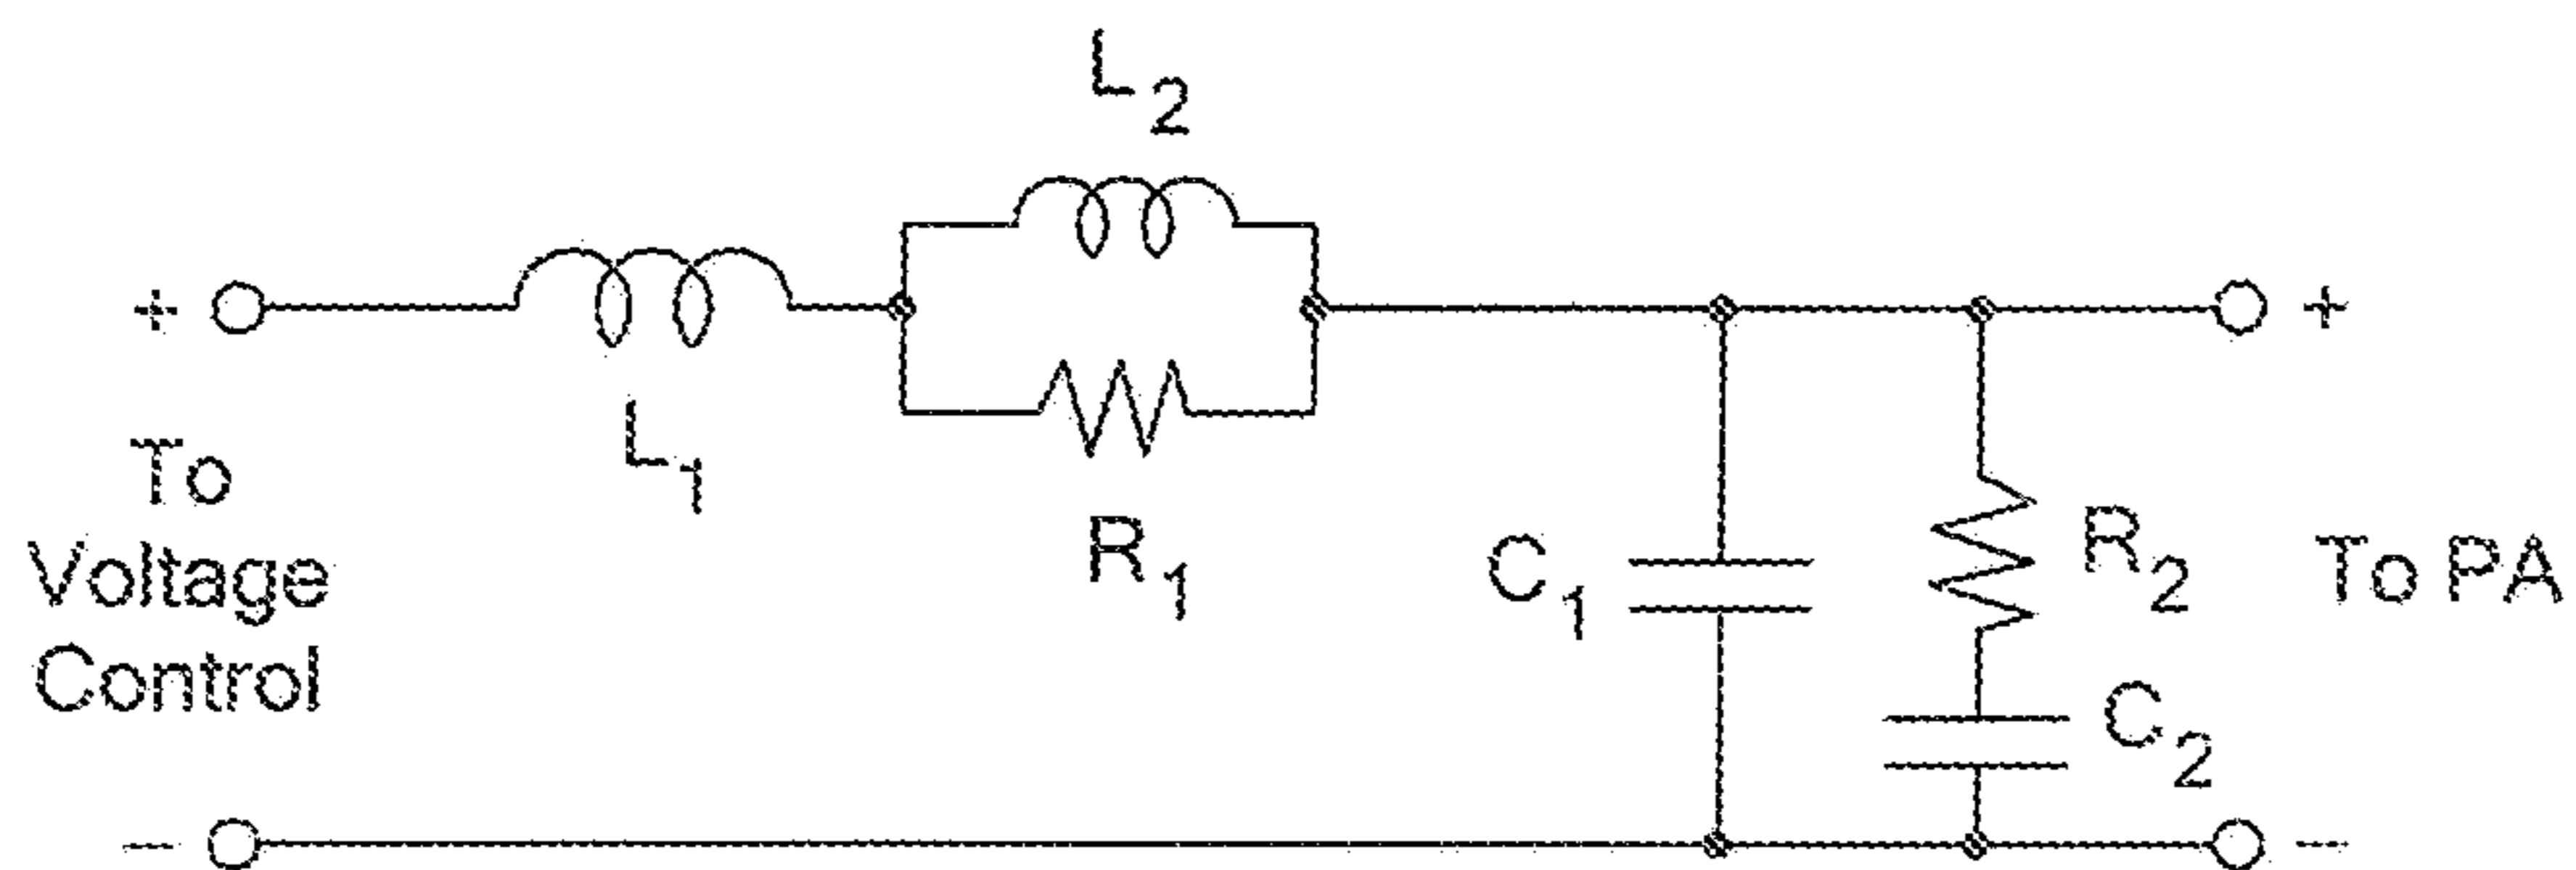 L2
+
+
To
Voltage
Control
L1
R1
C1
R2
To PA
C2
−
−